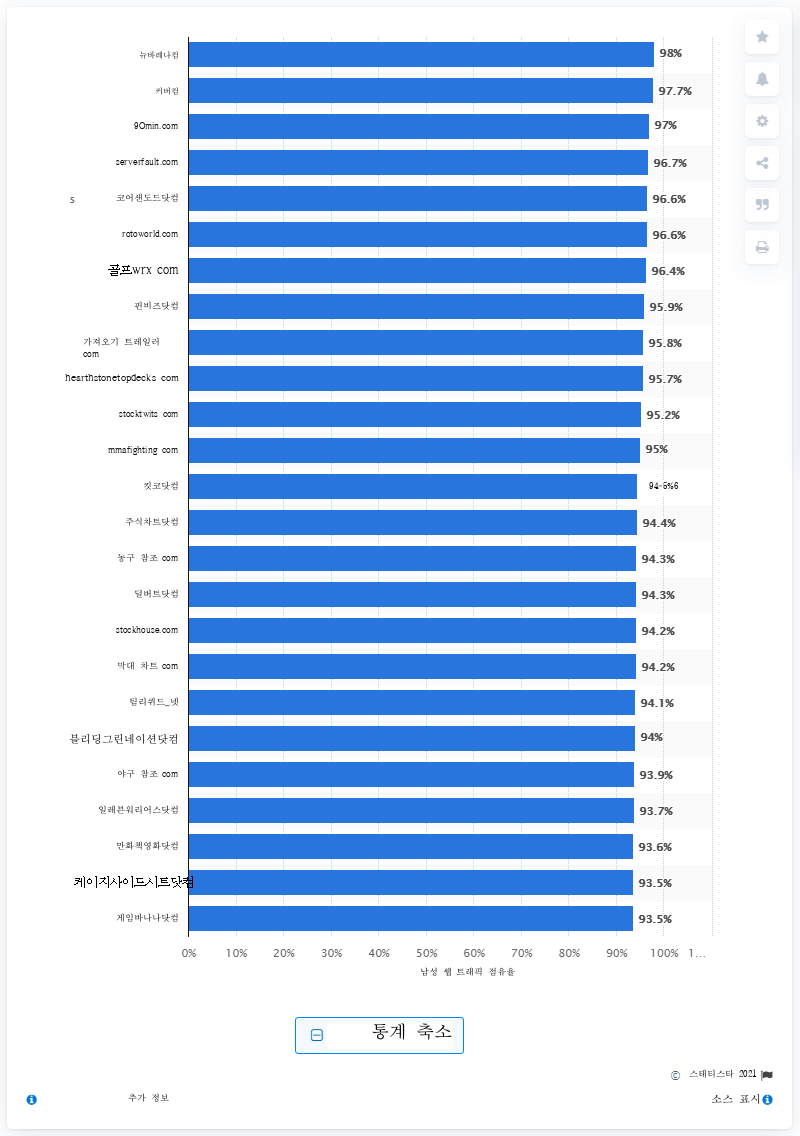 뉴바레나컴 98%
커버컴 97.7%
90min.com 97%
serverfault.com 96.7%
s 코어샌도드닷컴 96.6%
rotoworld.com 96.6%
골프wrx com 96.4%
핀비즈닷컴 95.9%
가져오기 트레일러 95.8%
com
hearthstonetopdecks com 95.7%
stocktwits com 95.2%
mmafighting com 95%
킷코닷컴 94-5%6
주식차트닷컴 94.4%
농구 참조 com 94.3%
딜버트닷컴 94.3%
stockhouse.com 94.2%
막대 차트 com 94.2%
팀리퀴드_넷 94.1%
블리딩그린네이션닷컴 94%
야구 참조 com 93.9%
일레븐워리어스닷컴 93.7%
만화책영화닷컴 93.6%
케이지사이드시트닷컴 93.5%
게임바나나닷컴 93.5%
0% 10% 20% 30% 40% 50% 60% 70% 80% 90% 100% 1...
남성 웹 트래픽 점유율
통계 축소
© 스태티스타 2021
추가 정보 소스 표시